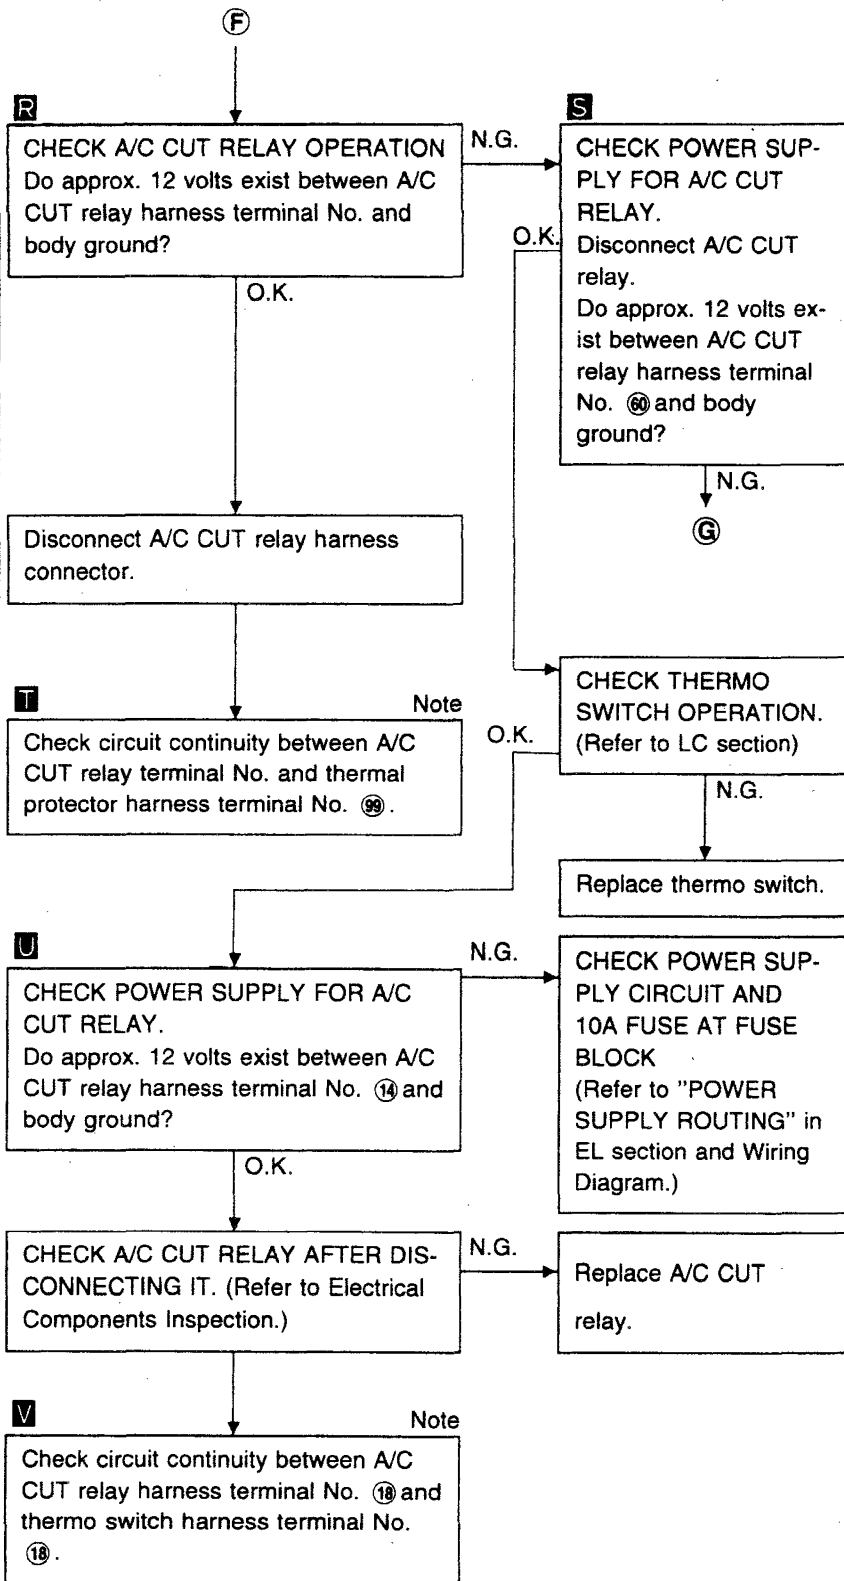 F
R
CHECK A/C CUT RELAY OPERATION
Do approx. 12 volts exist between A/C
CUT relay harness terminal No. and
body ground?
N.G.
O.K.
S
CHECK POWER SUP-
PLY FOR A/C CUT
RELAY.
Disconnect A/C CUT
relay.
Do approx. 12 volts ex-
ist between A/C CUT
relay harness terminal
No. 60 and body
ground?
O.K.
N.G.
G
Disconnect A/C CUT relay harness
connector.
T
Note
Check circuit continuity between A/C
CUT relay terminal No. and thermal
protector harness terminal No. 99 .
CHECK THERMO
SWITCH OPERATION.
(Refer to LC section)
O.K.
N.G.
Replace thermo switch.
U
CHECK POWER SUPPLY FOR A/C
CUT RELAY.
Do approx. 12 volts exist between A/C
CUT relay harness terminal No. 14 and
body ground?
N.G.
O.K.
CHECK POWER SUP-
PLY CIRCUIT AND
10A FUSE AT FUSE
BLOCK
(Refer to "POWER
SUPPLY ROUTING" in
EL section and Wiring
Diagram.)
CHECK A/C CUT RELAY AFTER DIS-
CONNECTING IT. (Refer to Electrical
Components Inspection.)
N.G.
Replace A/C CUT
relay.
V
Note
Check circuit continuity between A/C
CUT relay harness terminal No. 18 and
thermo switch harness terminal No.
18 .